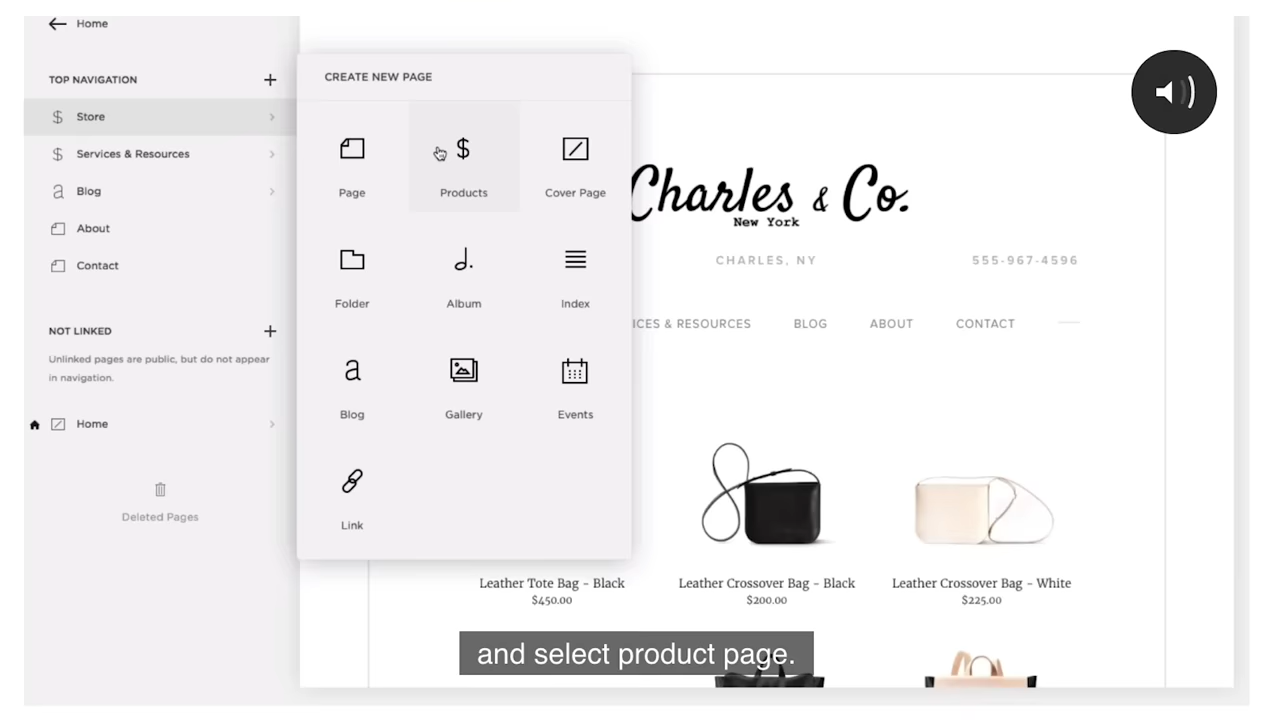 Home
TOP NAVIGATION
Store
Services & Resources
Blog
About
Contact
NOT LINKED
Unlinked pages are public, but do not appear
in navigation.
Home
Deleted Pages
CREATE NEW PAGE
Page
Products
Cover Page
Folder
Album
Index
Blog
Gallery
Events
Link
Charles & Co.
New York
CHARLES, NY
555-967-4596
ICES & RESOURCES
BLOG
ABOUT
CONTACT
Leather Tote Bag - Black
$450.00
Leather Crossover Bag - Black
$200.00
Leather Crossover Bag - White
$225.00
and select product page.